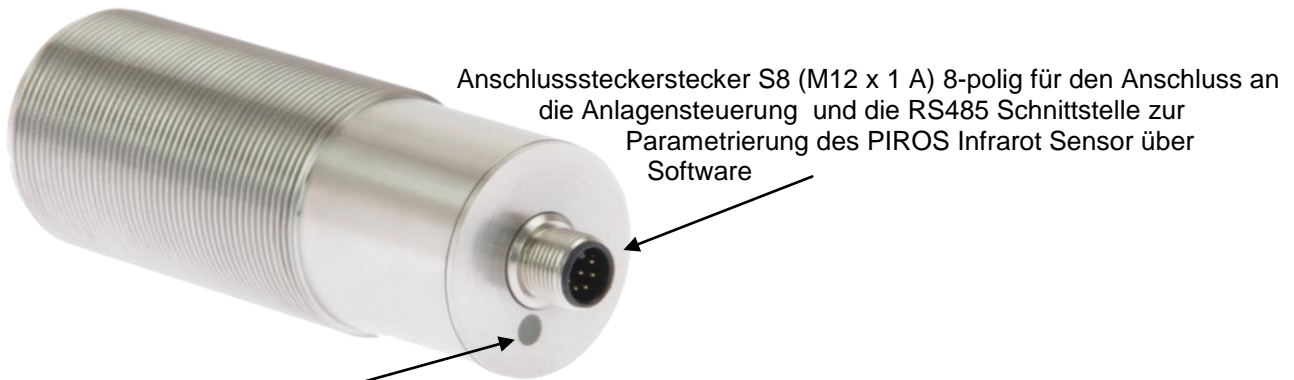 Anschlusssteckerstecker S8 (M12 x 1 A) 8-polig für den Anschluss an
die Anlagensteuerung und die RS485 Schnittstelle zur
Parametrierung des PIROS Infrarot Sensor über
Software